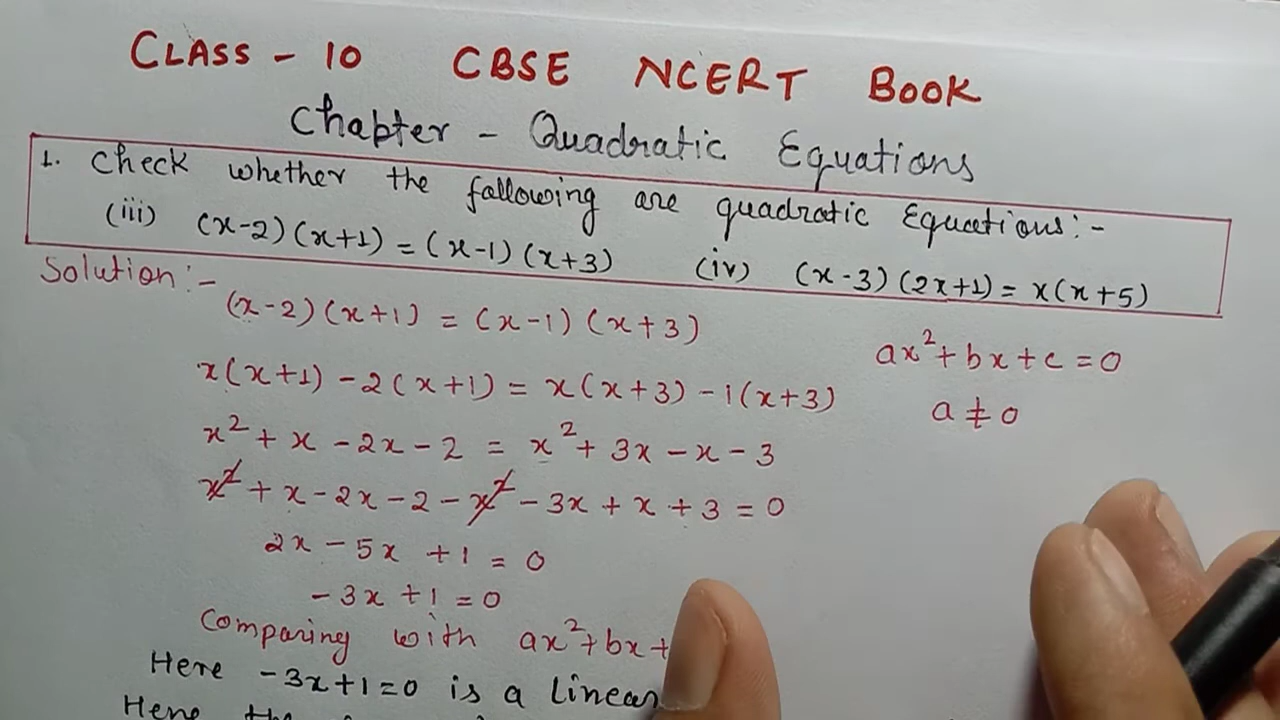 CLASS - 10 CBSE NCERT BOOK
Chapter - Quadratic Equations
1. Check whether the fallowing are quadratic Equations:-
(iii) (x-2)(x+1)=(x-1)(x+3) (iv) (x-3)(2x+1)=x(x+5)
Solution:-
(x-2)(x+1) = (x-1)(x+3)
x(x+1) -2(x+1) = x(x+3) -1(x+3)
x² + x -2x -2 = x² + 3x -x -3
x² + x -2x -2 -x² -3x + x + 3 = 0
2x -5x +1 = 0
-3x +1 = 0
Comparing with ax²+bx+
Here -3x+1=0 is a Linear
Here the
ax²+bx+c=0
a≠0